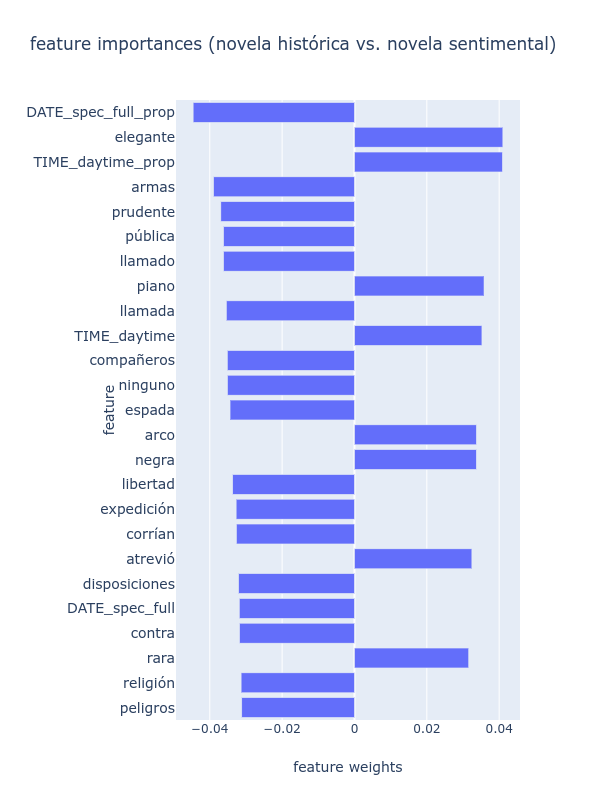 feature importances (novela histórica vs. novela sentimental)
DATE_spec_full_prop
elegante
TIME_daytime_prop
armas
prudente
pública
llamado
piano
llamada
TIME_daytime
compañeros
ninguno
espada
arco
negra
libertad
expedición
corrían
atrevió
disposiciones
DATE_spec_full
contra
rara
religión
peligros
feature
−0.04 −0.02 0 0.02 0.04
feature weights